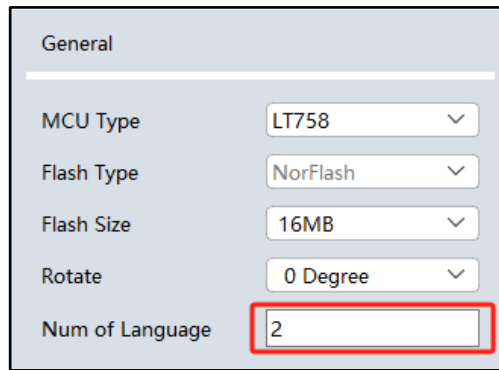 General
MCU Type LT758
Flash Type NorFlash
Flash Size 16MB
Rotate 0 Degree
Num of Language 2